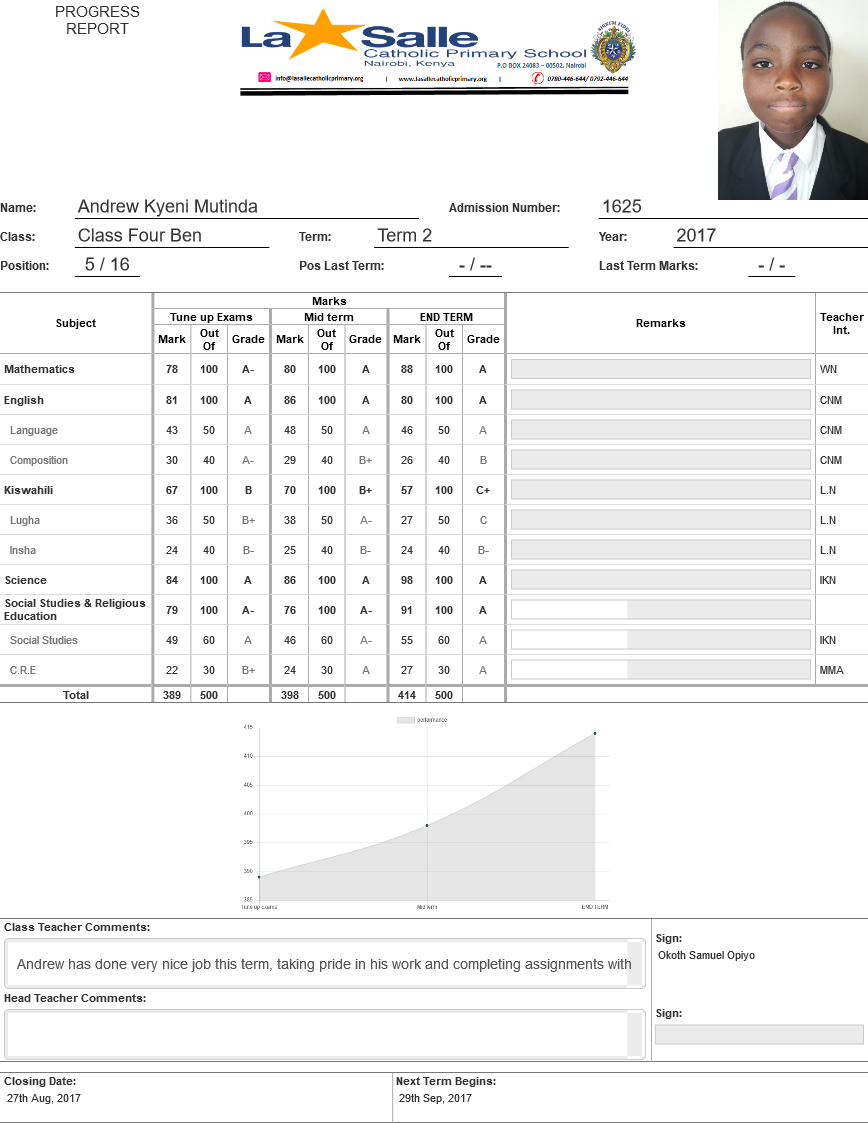 PROGRESS
REPORT
La Salle
Catholic Primary School
Nairobi, Kenya
P.O BOX 24083 – 00502, Nairobi
info@lasallecatholicprimary.org | www.lasallecatholicprimary.org | 0780-446-644/ 0792-446-644
Name: Andrew Kyeni Mutinda Admission Number: 1625
Class: Class Four Ben Term: Term 2 Year: 2017
Position: 5 / 16 Pos Last Term: - / -- Last Term Marks: - / -
Subject Marks Remarks Teacher Int.
Tune up Exams Mid term END TERM
Mark Out Of Grade Mark Out Of Grade Mark Out Of Grade
Mathematics 78 100 A- 80 100 A 88 100 A WN
English 81 100 A 86 100 A 80 100 A CNM
Language 43 50 A 48 50 A 46 50 A CNM
Composition 30 40 A- 29 40 B+ 26 40 B CNM
Kiswahili 67 100 B 70 100 B+ 57 100 C+ L.N
Lugha 36 50 B+ 38 50 A- 27 50 C L.N
Insha 24 40 B- 25 40 B- 24 40 B- L.N
Science 84 100 A 86 100 A 98 100 A IKN
Social Studies & Religious
Education 79 100 A- 76 100 A- 91 100 A
Social Studies 49 60 A 46 60 A- 55 60 A IKN
C.R.E 22 30 B+ 24 30 A 27 30 A MMA
Total 389 500 398 500 414 500
performance
415
410
405
400
395
390
385
Tune up Exams Mid term END TERM
Class Teacher Comments:
Andrew has done very nice job this term, taking pride in his work and completing assignments with
Sign:
Okoth Samuel Opiyo
Head Teacher Comments:
Sign:
Closing Date: Next Term Begins:
27th Aug, 2017 29th Sep, 2017